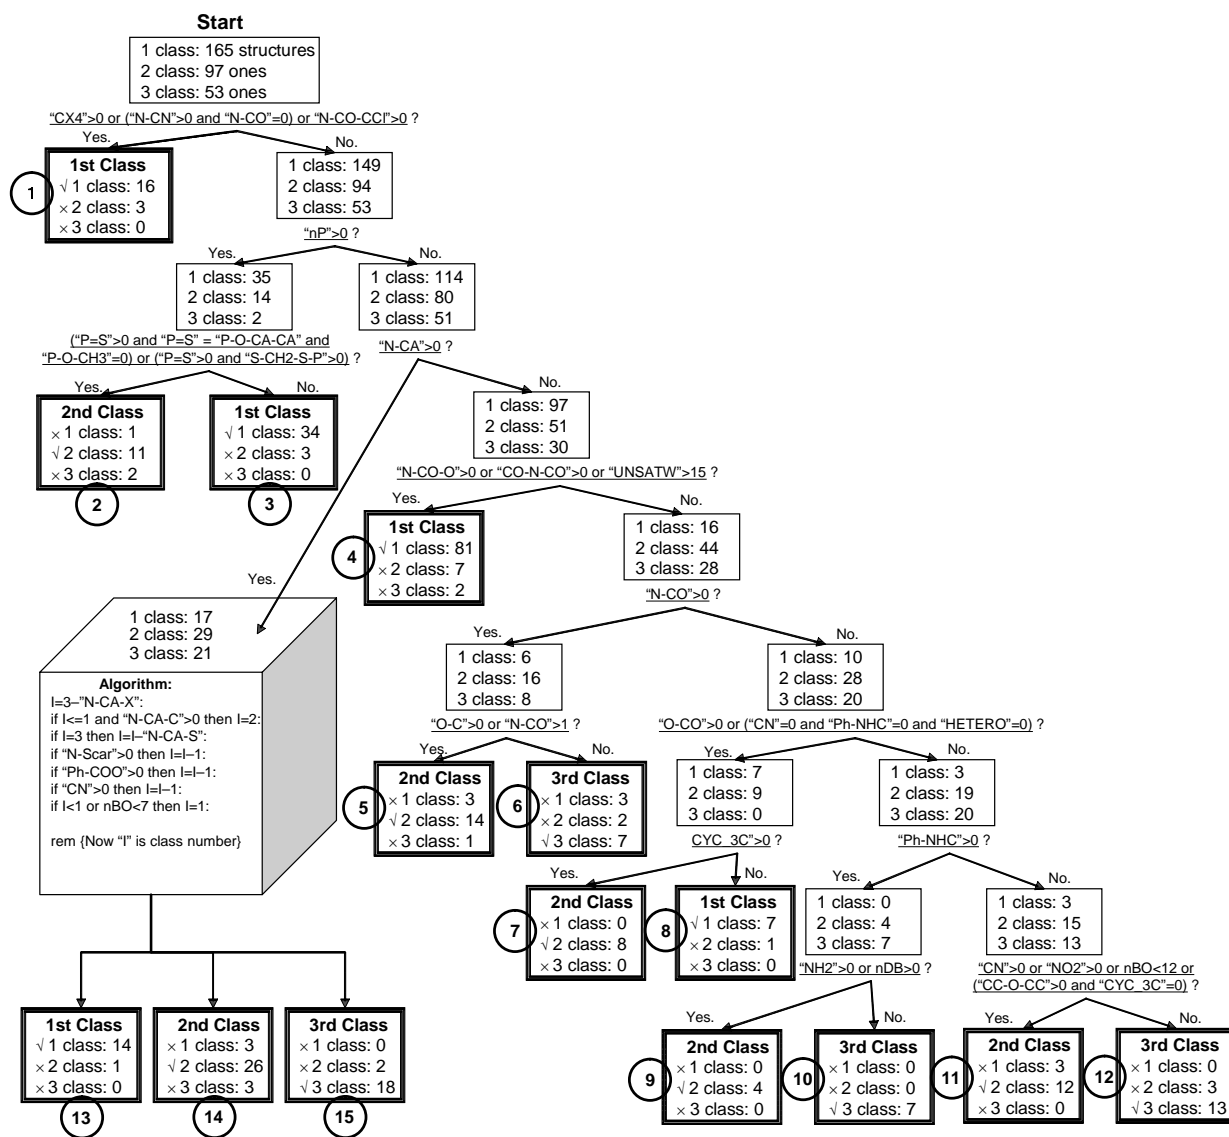 Start
1 class: 165 structures
2 class: 97 ones
3 class: 53 ones
“CX4”>0 or (“N-CN”>0 and “N-CO”=0) or “N-CO-CCl”>0 ?
Yes.
No.
1
1st Class
√ 1 class: 16
× 2 class: 3
× 3 class: 0
1 class: 149
2 class: 94
3 class: 53
“nP”>0 ?
Yes.
No.
1 class: 35
2 class: 14
3 class: 2
1 class: 114
2 class: 80
3 class: 51
(“P=S”>0 and “P=S” = “P-O-CA-CA” and
“P-O-CH3”=0) or (“P=S”>0 and “S-CH2-S-P”>0) ?
Yes.
No.
2nd Class
× 1 class: 1
√ 2 class: 11
× 3 class: 2
2
1st Class
√ 1 class: 34
× 2 class: 3
× 3 class: 0
3
“N-CA”>0 ?
No.
Yes.
1 class: 97
2 class: 51
3 class: 30
“N-CO-O”>0 or “CO-N-CO”>0 or “UNSATW”>15 ?
Yes.
No.
4
1st Class
√ 1 class: 81
× 2 class: 7
× 3 class: 2
1 class: 16
2 class: 44
3 class: 28
“N-CO”>0 ?
Yes.
No.
1 class: 6
2 class: 16
3 class: 8
1 class: 10
2 class: 28
3 class: 20
“O-C”>0 or “N-CO”>1 ?
Yes.
No.
5
2nd Class
× 1 class: 3
√ 2 class: 14
× 3 class: 1
6
3rd Class
× 1 class: 3
× 2 class: 2
√ 3 class: 7
“O-CO”>0 or (“CN”=0 and “Ph-NHC”=0 and “HETERO”=0) ?
Yes.
No.
1 class: 7
2 class: 9
3 class: 0
1 class: 3
2 class: 19
3 class: 20
CYC_3C”>0 ?
Yes.
No.
7
2nd Class
× 1 class: 0
√ 2 class: 8
× 3 class: 0
8
1st Class
√ 1 class: 7
× 2 class: 1
× 3 class: 0
“Ph-NHC”>0 ?
Yes.
No.
1 class: 0
2 class: 4
3 class: 7
1 class: 3
2 class: 15
3 class: 13
“NH2”>0 or nDB>0 ?
Yes.
No.
9
2nd Class
× 1 class: 0
√ 2 class: 4
× 3 class: 0
10
3rd Class
× 1 class: 0
× 2 class: 0
√ 3 class: 7
“CN”>0 or “NO2”>0 or nBO<12 or
(“CC-O-CC”>0 and “CYC_3C”=0) ?
Yes.
No.
11
2nd Class
× 1 class: 3
√ 2 class: 12
× 3 class: 0
12
3rd Class
× 1 class: 0
× 2 class: 3
√ 3 class: 13
1 class: 17
2 class: 29
3 class: 21
Algorithm:
I=3–”N-CA-X”:
if I<=1 and “N-CA-C”>0 then I=2:
if I=3 then I=I–“N-CA-S”:
if “N-Scar”>0 then I=I–1:
if “Ph-COO”>0 then I=I–1:
if “CN”>0 then I=I–1:
if I<1 or nBO<7 then I=1:
rem {Now “I” is class number}
1st Class
√ 1 class: 14
× 2 class: 1
× 3 class: 0
13
2nd Class
× 1 class: 3
√ 2 class: 26
× 3 class: 3
14
3rd Class
× 1 class: 0
× 2 class: 2
√ 3 class: 18
15